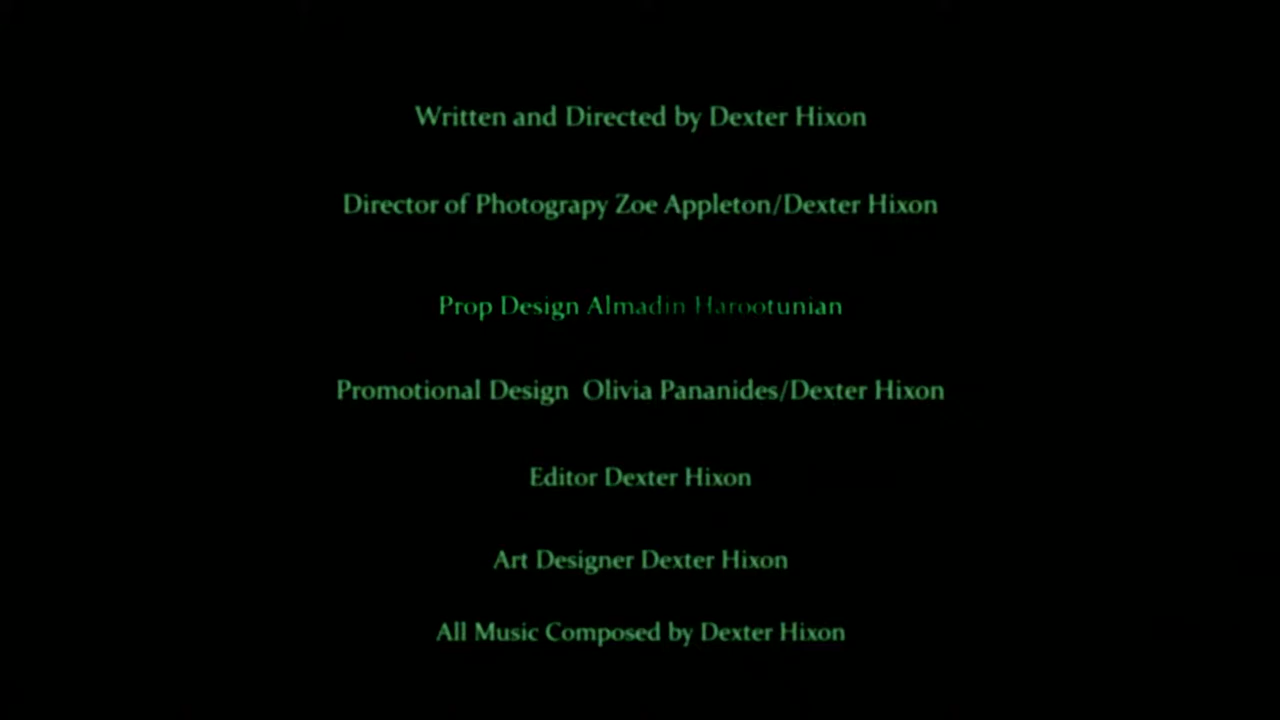 Written and Directed by Dexter Hixon
Director of Photograpy Zoe Appleton/Dexter Hixon
Prop Design Almadin Harootunian
Promotional Design  Olivia Pananides/Dexter Hixon
Editor Dexter Hixon
Art Designer Dexter Hixon
All Music Composed by Dexter Hixon